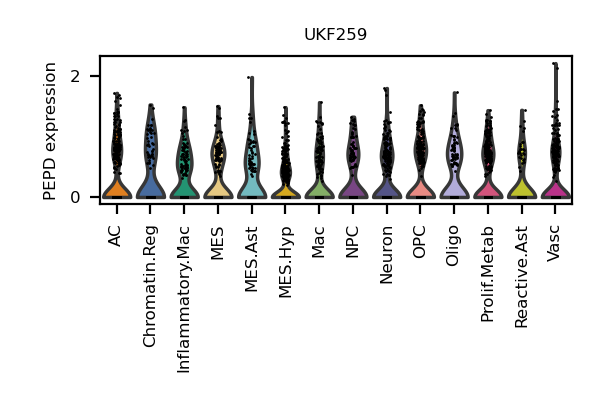 UKF259
PEPD expression
2
0
AC
Chromatin.Reg
Inflammatory.Mac
MES
MES.Ast
MES.Hyp
Mac
NPC
Neuron
OPC
Oligo
Prolif.Metab
Reactive.Ast
Vasc